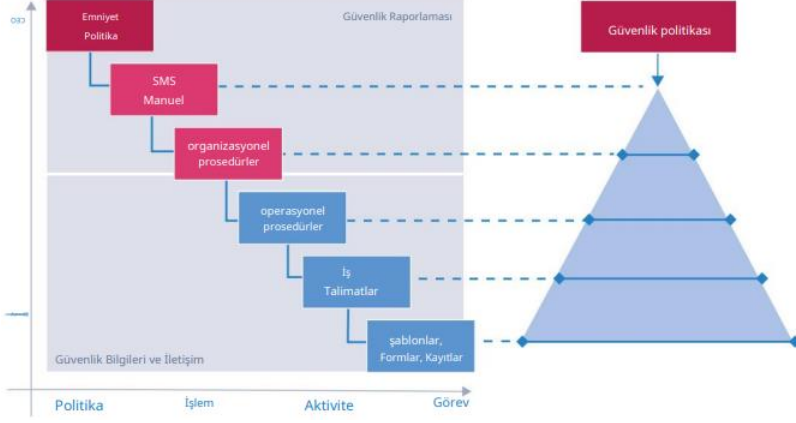 CEO
Emniyet
Politika
Güvenlik Raporlaması
Güvenlik politikası
SMS
Manuel
organizasyonel
prosedürler
operasyonel
prosedürler
İş
Talimatlar
şablonlar,
Formlar, Kayıtlar
Güvenlik Bilgileri ve İletişim
Politika
İşlem
Aktivite
Görev